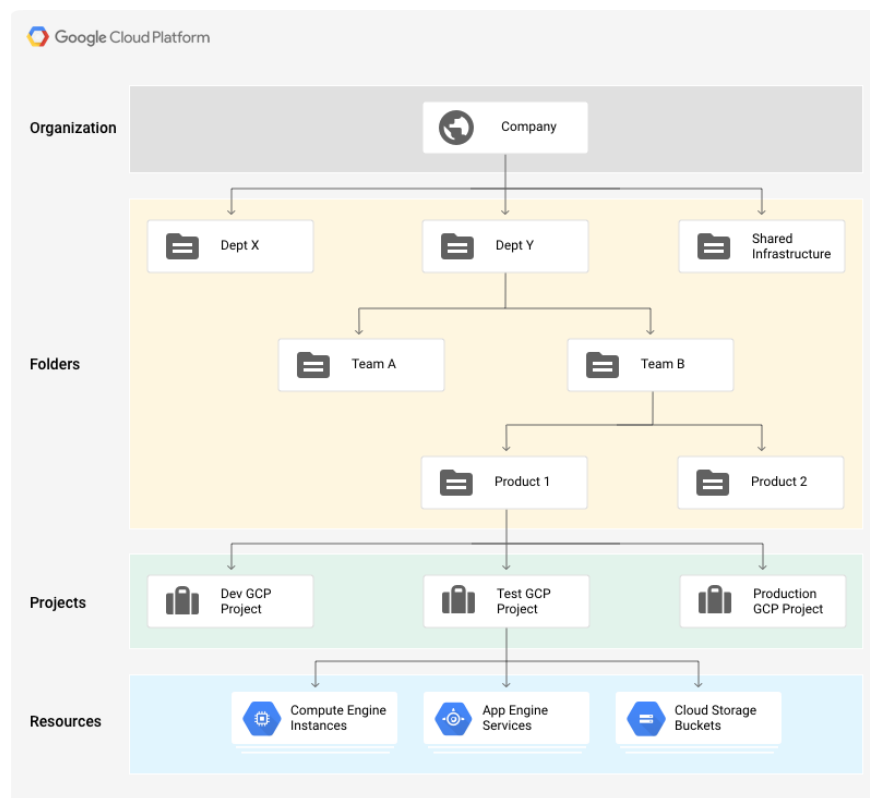 Google Cloud Platform
Organization
Company
Dept X
Dept Y
Shared
Infrastructure
Folders
Team A
Team B
Product 1
Product 2
Projects
Dev GCP
Project
Test GCP
Project
Production
GCP Project
Resources
Compute Engine
Instances
App Engine
Services
Cloud Storage
Buckets